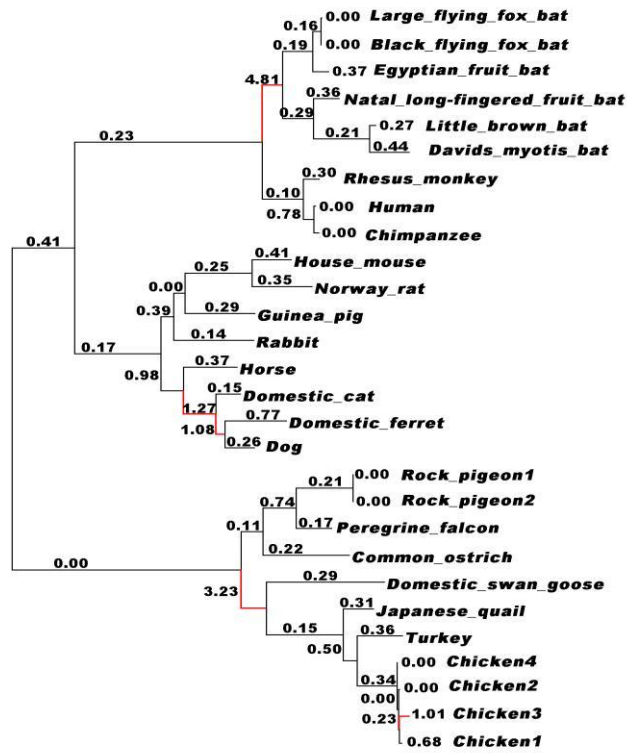 0.00 Large_flying_fox_bat
0.16
0.00 Black_flying_fox_bat
0.19
0.37 Egyptian_fruit_bat
4.81
0.36 Natal_long-fingered_fruit_bat
0.29
0.27 Little_brown_bat
0.21
0.23
0.44 Davids_myotis_bat
0.30 Rhesus_monkey
0.10
0.00 Human
0.78
0.00 Chimpanzee
0.41
0.41 House_mouse
0.25
0.00
0.35 Norway_rat
0.39
0.29 Guinea_pig
0.14 Rabbit
0.17
0.98
0.37 Horse
0.15 Domestic_cat
1.27
0.77 Domestic_ferret
1.08
0.26 Dog
0.00 Rock_pigeon1
0.21
0.00 Rock_pigeon2
0.74
0.17 Peregrine_falcon
0.11
0.22 Common_ostrich
0.00
0.29 Domestic_swan_goose
3.23
0.31 Japanese_quail
0.15
0.36 Turkey
0.50
0.00 Chicken4
0.34
0.00 Chicken2
0.00
1.01 Chicken3
0.23
0.68 Chicken1